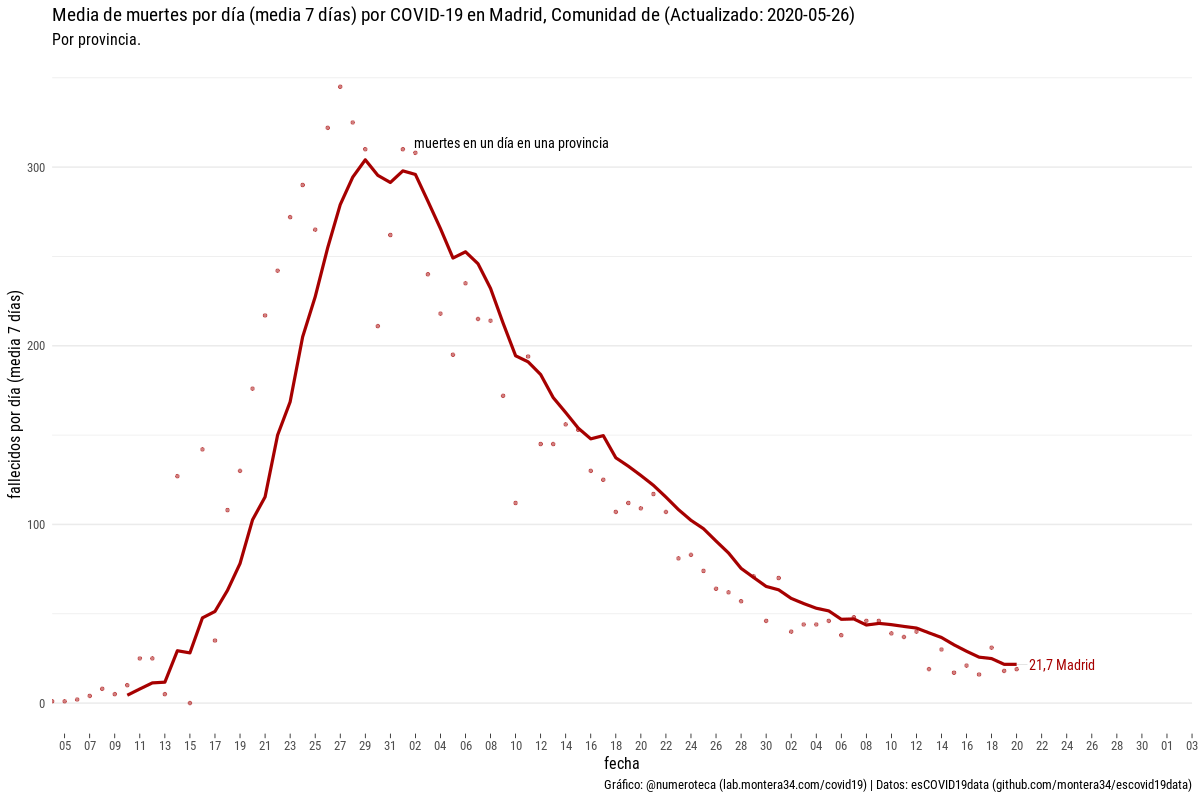 Media de muertes por día (media 7 días) por COVID-19 en Madrid, Comunidad de (Actualizado: 2020-05-26)
Por provincia.
muertes en un día en una provincia
fallecidos por día (media 7 días)
300
200
100
0
21,7 Madrid
05 07 09 11 13 15 17 19 21 23 25 27 29 31 02 04 06 08 10 12 14 16 18 20 22 24 26 28 30 02 04 06 08 10 12 14 16 18 20 22 24 26 28 30 01 03
fecha
Gráfico: @numeroteca (lab.montera34.com/covid19) | Datos: esCOVID19data (github.com/montera34/escovid19data)